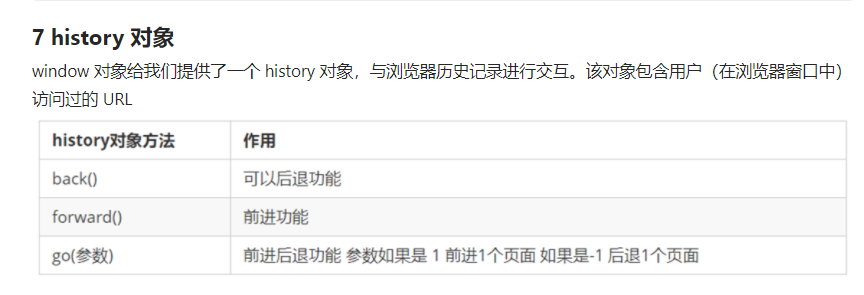 7 history 对象
window 对象给我们提供了一个 history 对象，与浏览器历史记录进行交互。该对象包含用户（在浏览器窗口中）
访问过的 URL
history对象方法 作用
back() 可以后退功能
forward() 前进功能
go(参数) 前进后退功能 参数如果是 1 前进1个页面 如果是-1 后退1个页面